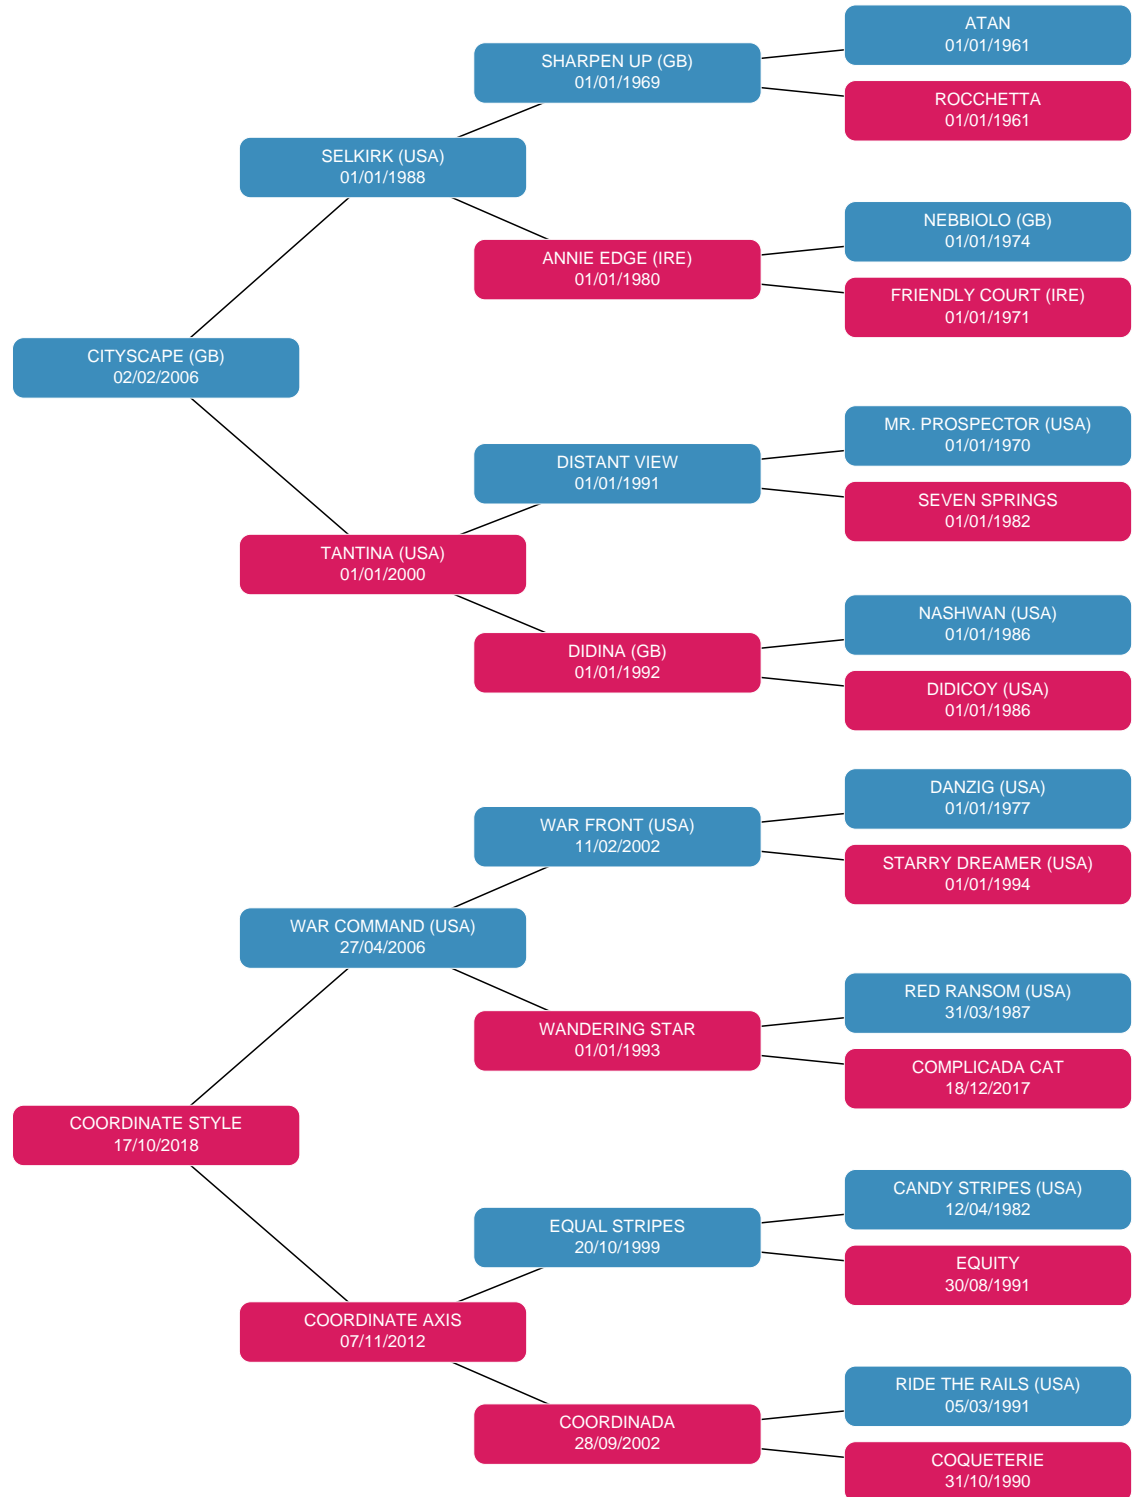 ATAN
01/01/1961
SHARPEN UP (GB)
01/01/1969
ROCCHETTA
01/01/1961
SELKIRK (USA)
01/01/1988
NEBBIOLO (GB)
01/01/1974
ANNIE EDGE (IRE)
01/01/1980
FRIENDLY COURT (IRE)
01/01/1971
CITYSCAPE (GB)
02/02/2006
MR. PROSPECTOR (USA)
01/01/1970
DISTANT VIEW
01/01/1991
SEVEN SPRINGS
01/01/1982
TANTINA (USA)
01/01/2000
NASHWAN (USA)
01/01/1986
DIDINA (GB)
01/01/1992
DIDICOY (USA)
01/01/1986
DANZIG (USA)
01/01/1977
WAR FRONT (USA)
11/02/2002
STARRY DREAMER (USA)
01/01/1994
WAR COMMAND (USA)
27/04/2006
RED RANSOM (USA)
31/03/1987
WANDERING STAR
01/01/1993
COMPLICADA CAT
18/12/2017
COORDINATE STYLE
17/10/2018
CANDY STRIPES (USA)
12/04/1982
EQUAL STRIPES
20/10/1999
EQUITY
30/08/1991
COORDINATE AXIS
07/11/2012
RIDE THE RAILS (USA)
05/03/1991
COORDINADA
28/09/2002
COQUETERIE
31/10/1990